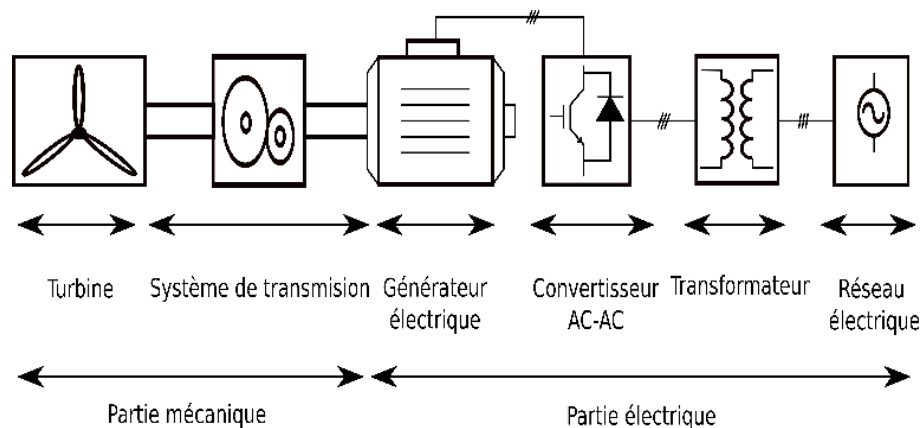 Turbine
Système de transmision
Générateur
électrique
Convertisseur
AC-AC
Transformateur
Réseau
électrique
Partie mécanique
Partie électrique